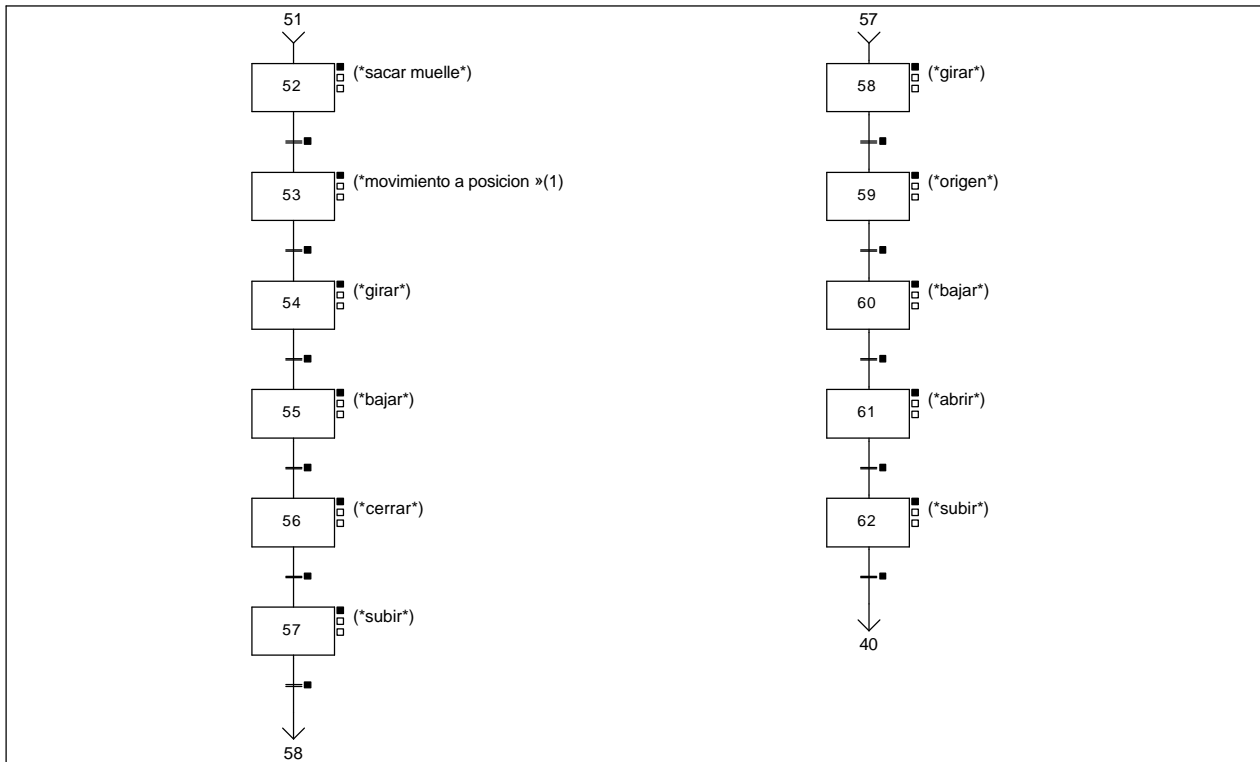 51
52
(*sacar muelle*)
53
(*movimiento a posicion »(1)
54
(*girar*)
55
(*bajar*)
56
(*cerrar*)
57
(*subir*)
58
57
58
(*girar*)
59
(*origen*)
60
(*bajar*)
61
(*abrir*)
62
(*subir*)
40